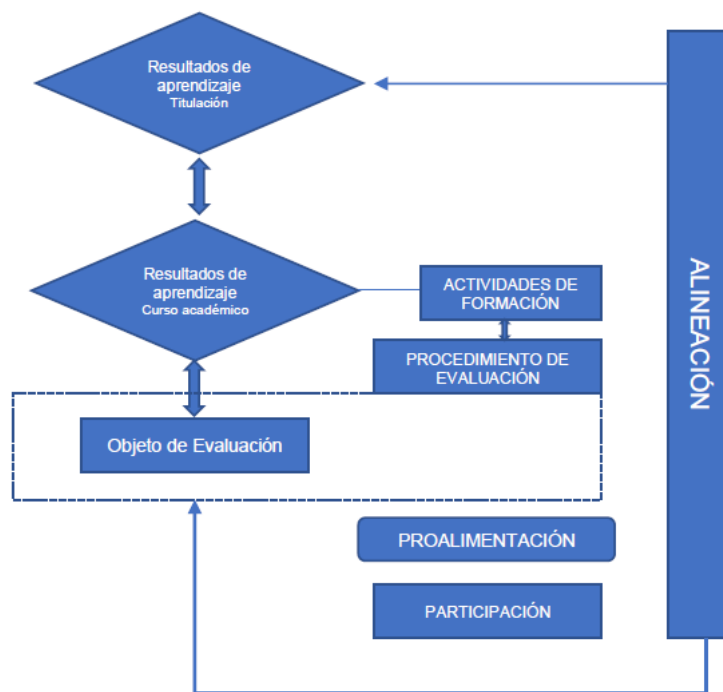 Resultados de
aprendizaje
Titulación
Resultados de
aprendizaje
Curso académico
ACTIVIDADES DE
FORMACIÓN
PROCEDIMIENTO DE
EVALUACIÓN
Objeto de Evaluación
PROALIMENTACIÓN
PARTICIPACIÓN
ALINEACIÓN